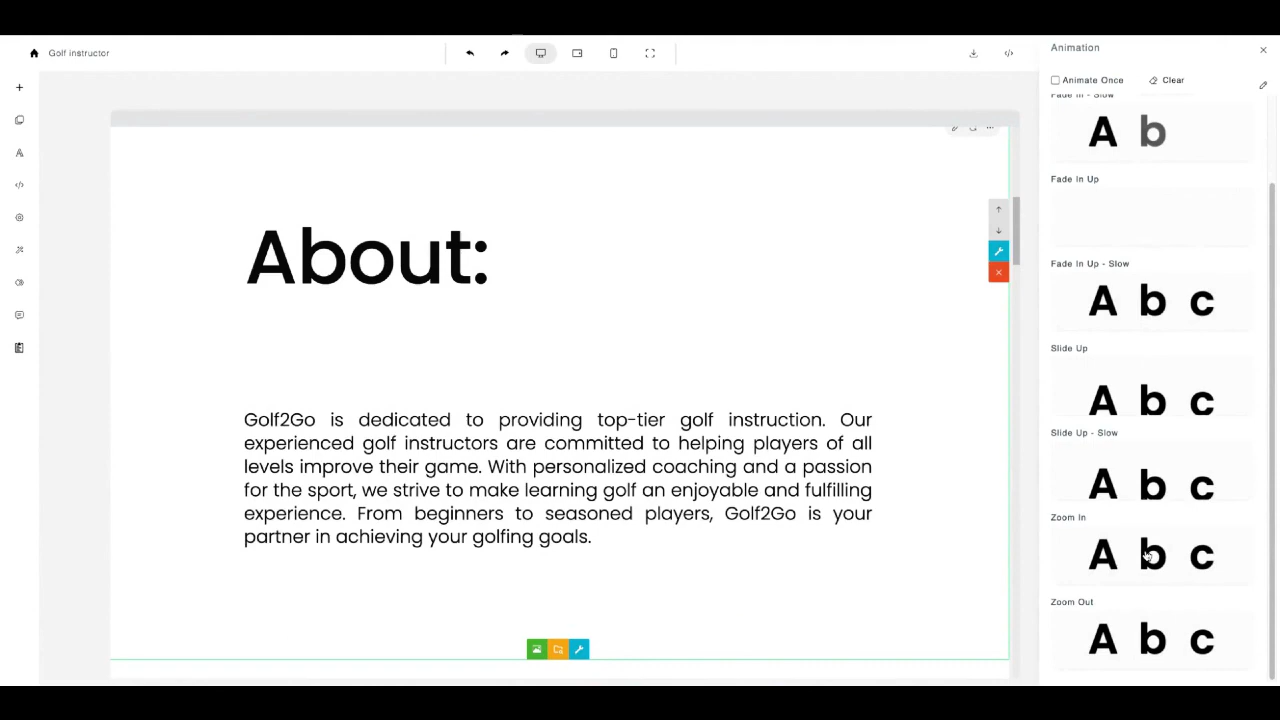 Golf instructor
Animation
Animate Once
Clear
Fade In - Slow
A b
Fade In Up
Fade In Up - Slow
A b c
Slide Up
A b c
Slide Up - Slow
A b c
Zoom In
A b c
Zoom Out
A b c
About:
Golf2Go is dedicated to providing top-tier golf instruction. Our
experienced golf instructors are committed to helping players of all
levels improve their game. With personalized coaching and a passion
for the sport, we strive to make learning golf an enjoyable and fulfilling
experience. From beginners to seasoned players, Golf2Go is your
partner in achieving your golfing goals.